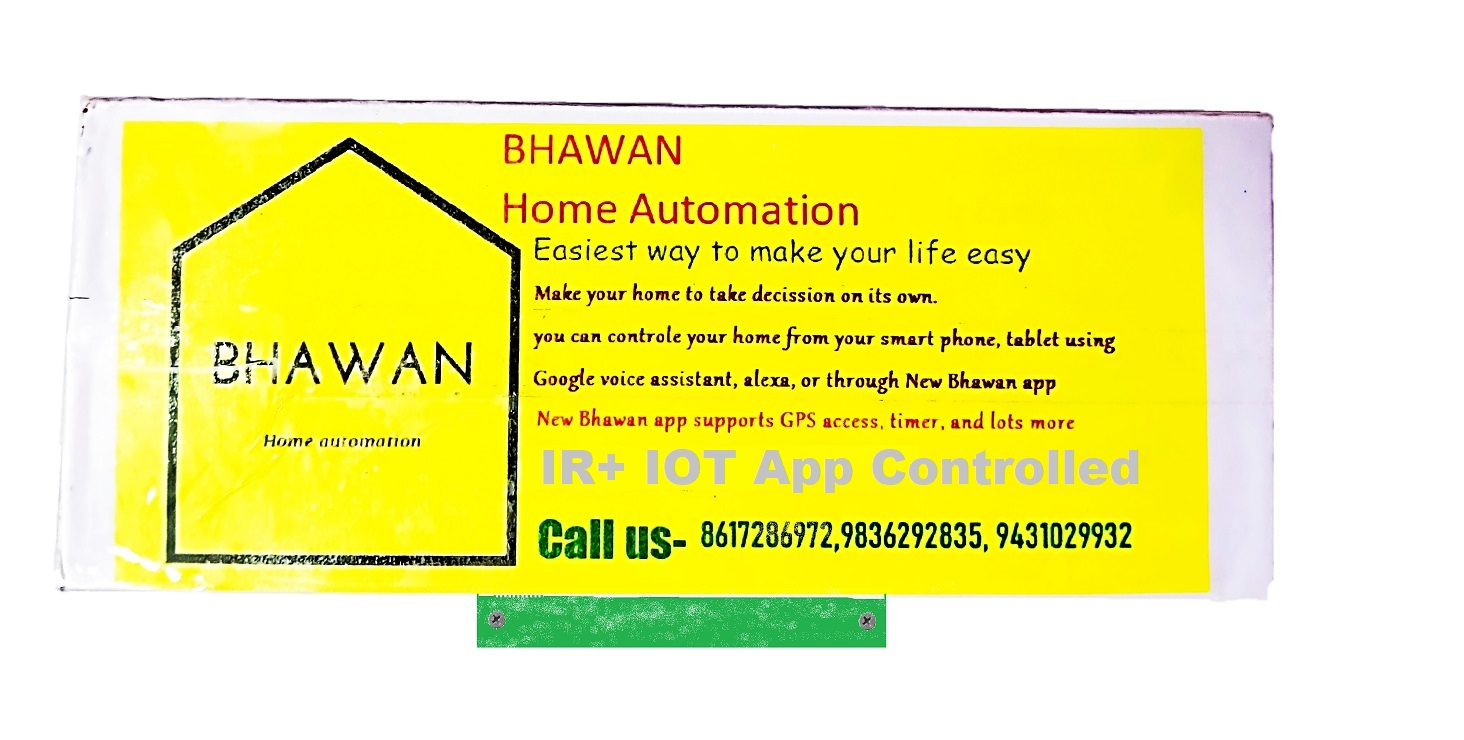 BHAWAN
Home automation
BHAWAN
Home Automation
Easiest way to make your life easy
Make your home to take decission on its own.
you can controle your home from your smart phone, tablet using
Google voice assistant, alexa, or through New Bhawan app
New Bhawan app supports GPS access, timer, and lots more
IR+ IOT App Controlled
Call us- 8617286972,9836292835, 9431029932